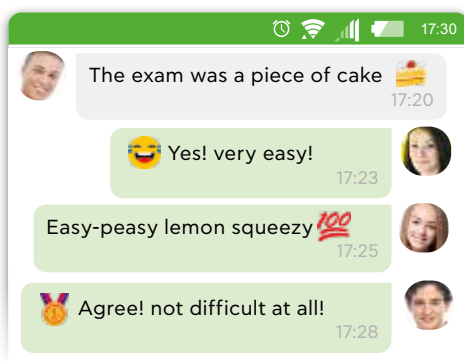 17:30
The exam was a piece of cake 🍰
17:20
😂 Yes! very easy!
17:23
Easy-peasy lemon squeezy 💯
17:25
🏅 Agree! not difficult at all!
17:28